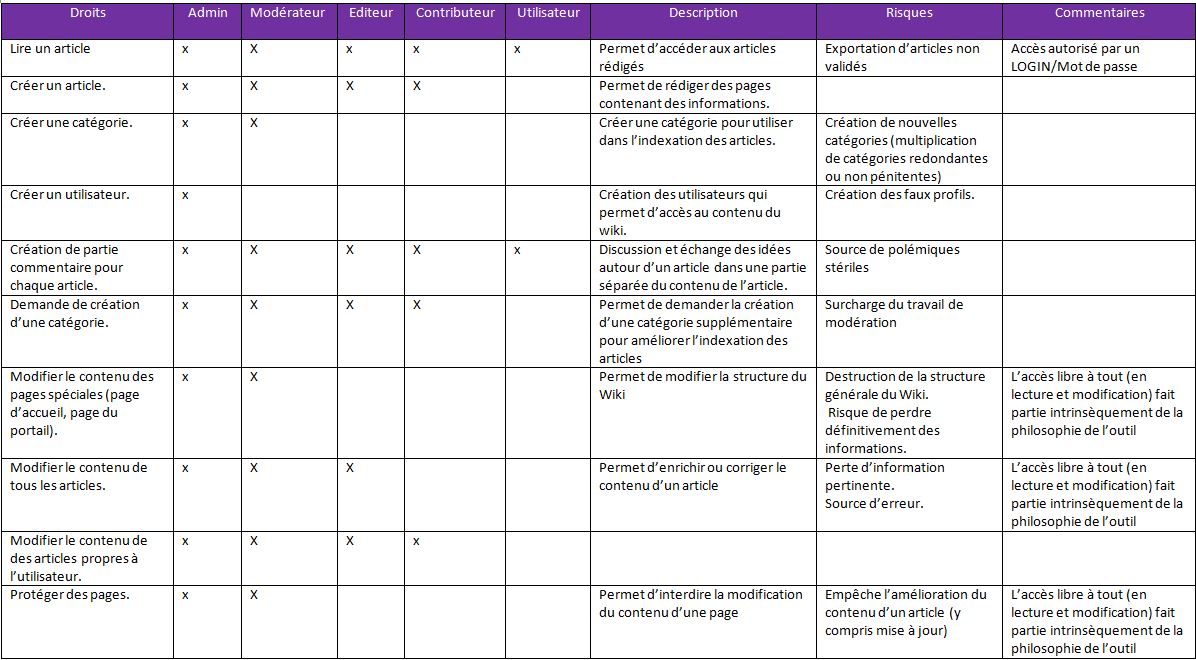 Droits Admin Modérateur Editeur Contributeur Utilisateur Description Risques Commentaires
Lire un article x X x x x Permet d’accéder aux articles Exportation d’articles non Accès autorisé par un
rédigés validés LOGIN/Mot de passe
Créer un article. x X X X Permet de rédiger des pages
contenant des informations.
Créer une catégorie. x X Créer une catégorie pour utiliser Création de nouvelles
dans l’indexation des articles. catégories (multiplication
de catégories redondantes
ou non pénitentes)
Créer un utilisateur. x Création des utilisateurs qui Création des faux profils.
permet d’accès au contenu du
wiki.
Création de partie x X X X x Discussion et échange des idées Source de polémiques
commentaire pour autour d’un article dans une partie stériles
chaque article. séparée du contenu de l’article.
Demande de création x X X X Permet de demander la création Surcharge du travail de
d’une catégorie. d’une catégorie supplémentaire modération
pour améliorer l’indexation des
articles
Modifier le contenu des x X Permet de modifier la structure du Destruction de la structure L’accès libre à tout (en
pages spéciales (page Wiki générale du Wiki. lecture et modification) fait
d’accueil, page du Risque de perdre partie intrinsèquement de la
portail). définitivement des philosophie de l’outil
informations.
Modifier le contenu de x X X Permet d’enrichir ou corriger le Perte d’information L’accès libre à tout (en
tous les articles. contenu d’un article pertinente. lecture et modification) fait
Source d’erreur. partie intrinsèquement de la
philosophie de l’outil
Modifier le contenu de x X X x
des articles propres à
l’utilisateur.
Protéger des pages. x X Permet d’interdire la modification Empêche l’amélioration du L’accès libre à tout (en
du contenu d’une page contenu d’un article (y lecture et modification) fait
compris mise à jour) partie intrinsèquement de la
philosophie de l’outil